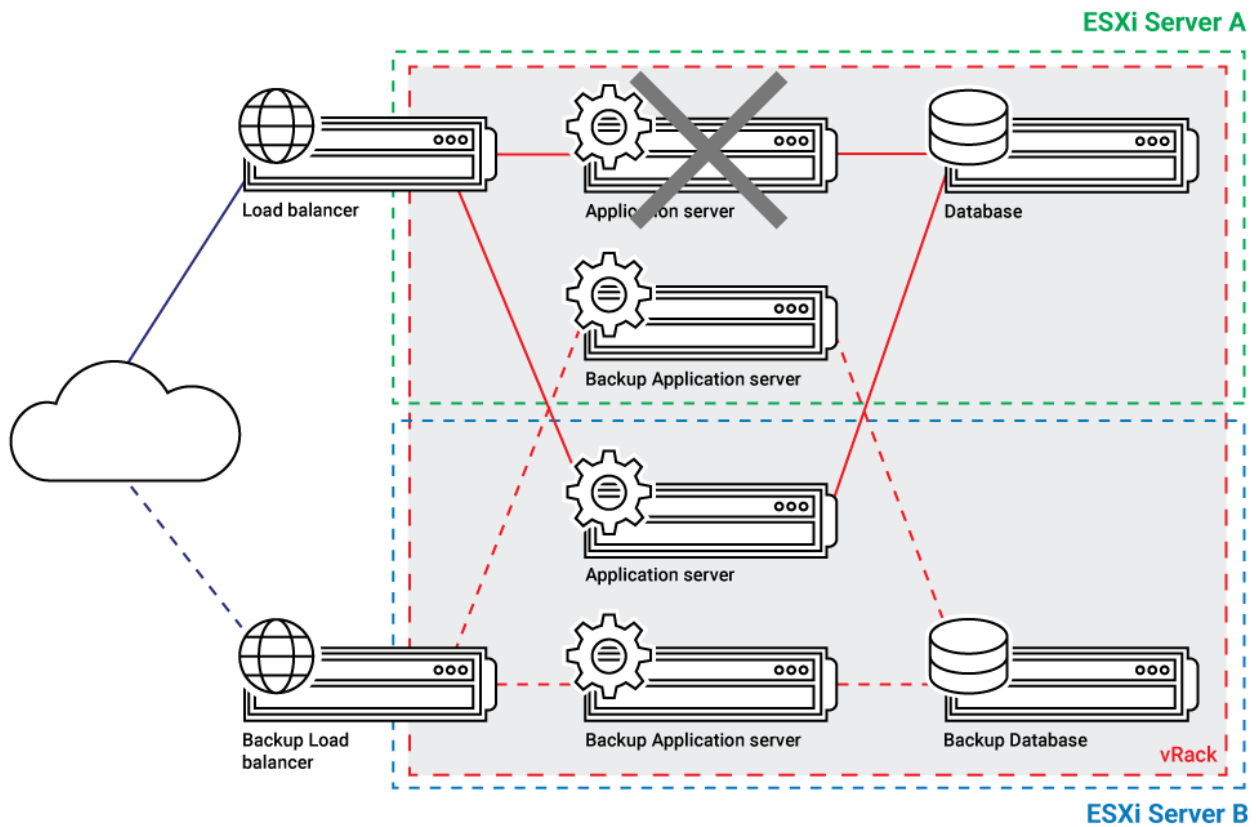 ESXi Server A
Load balancer
Application server
Database
Backup Application server
Application server
Backup Load
balancer
Backup Application server
Backup Database
vRack
ESXi Server B